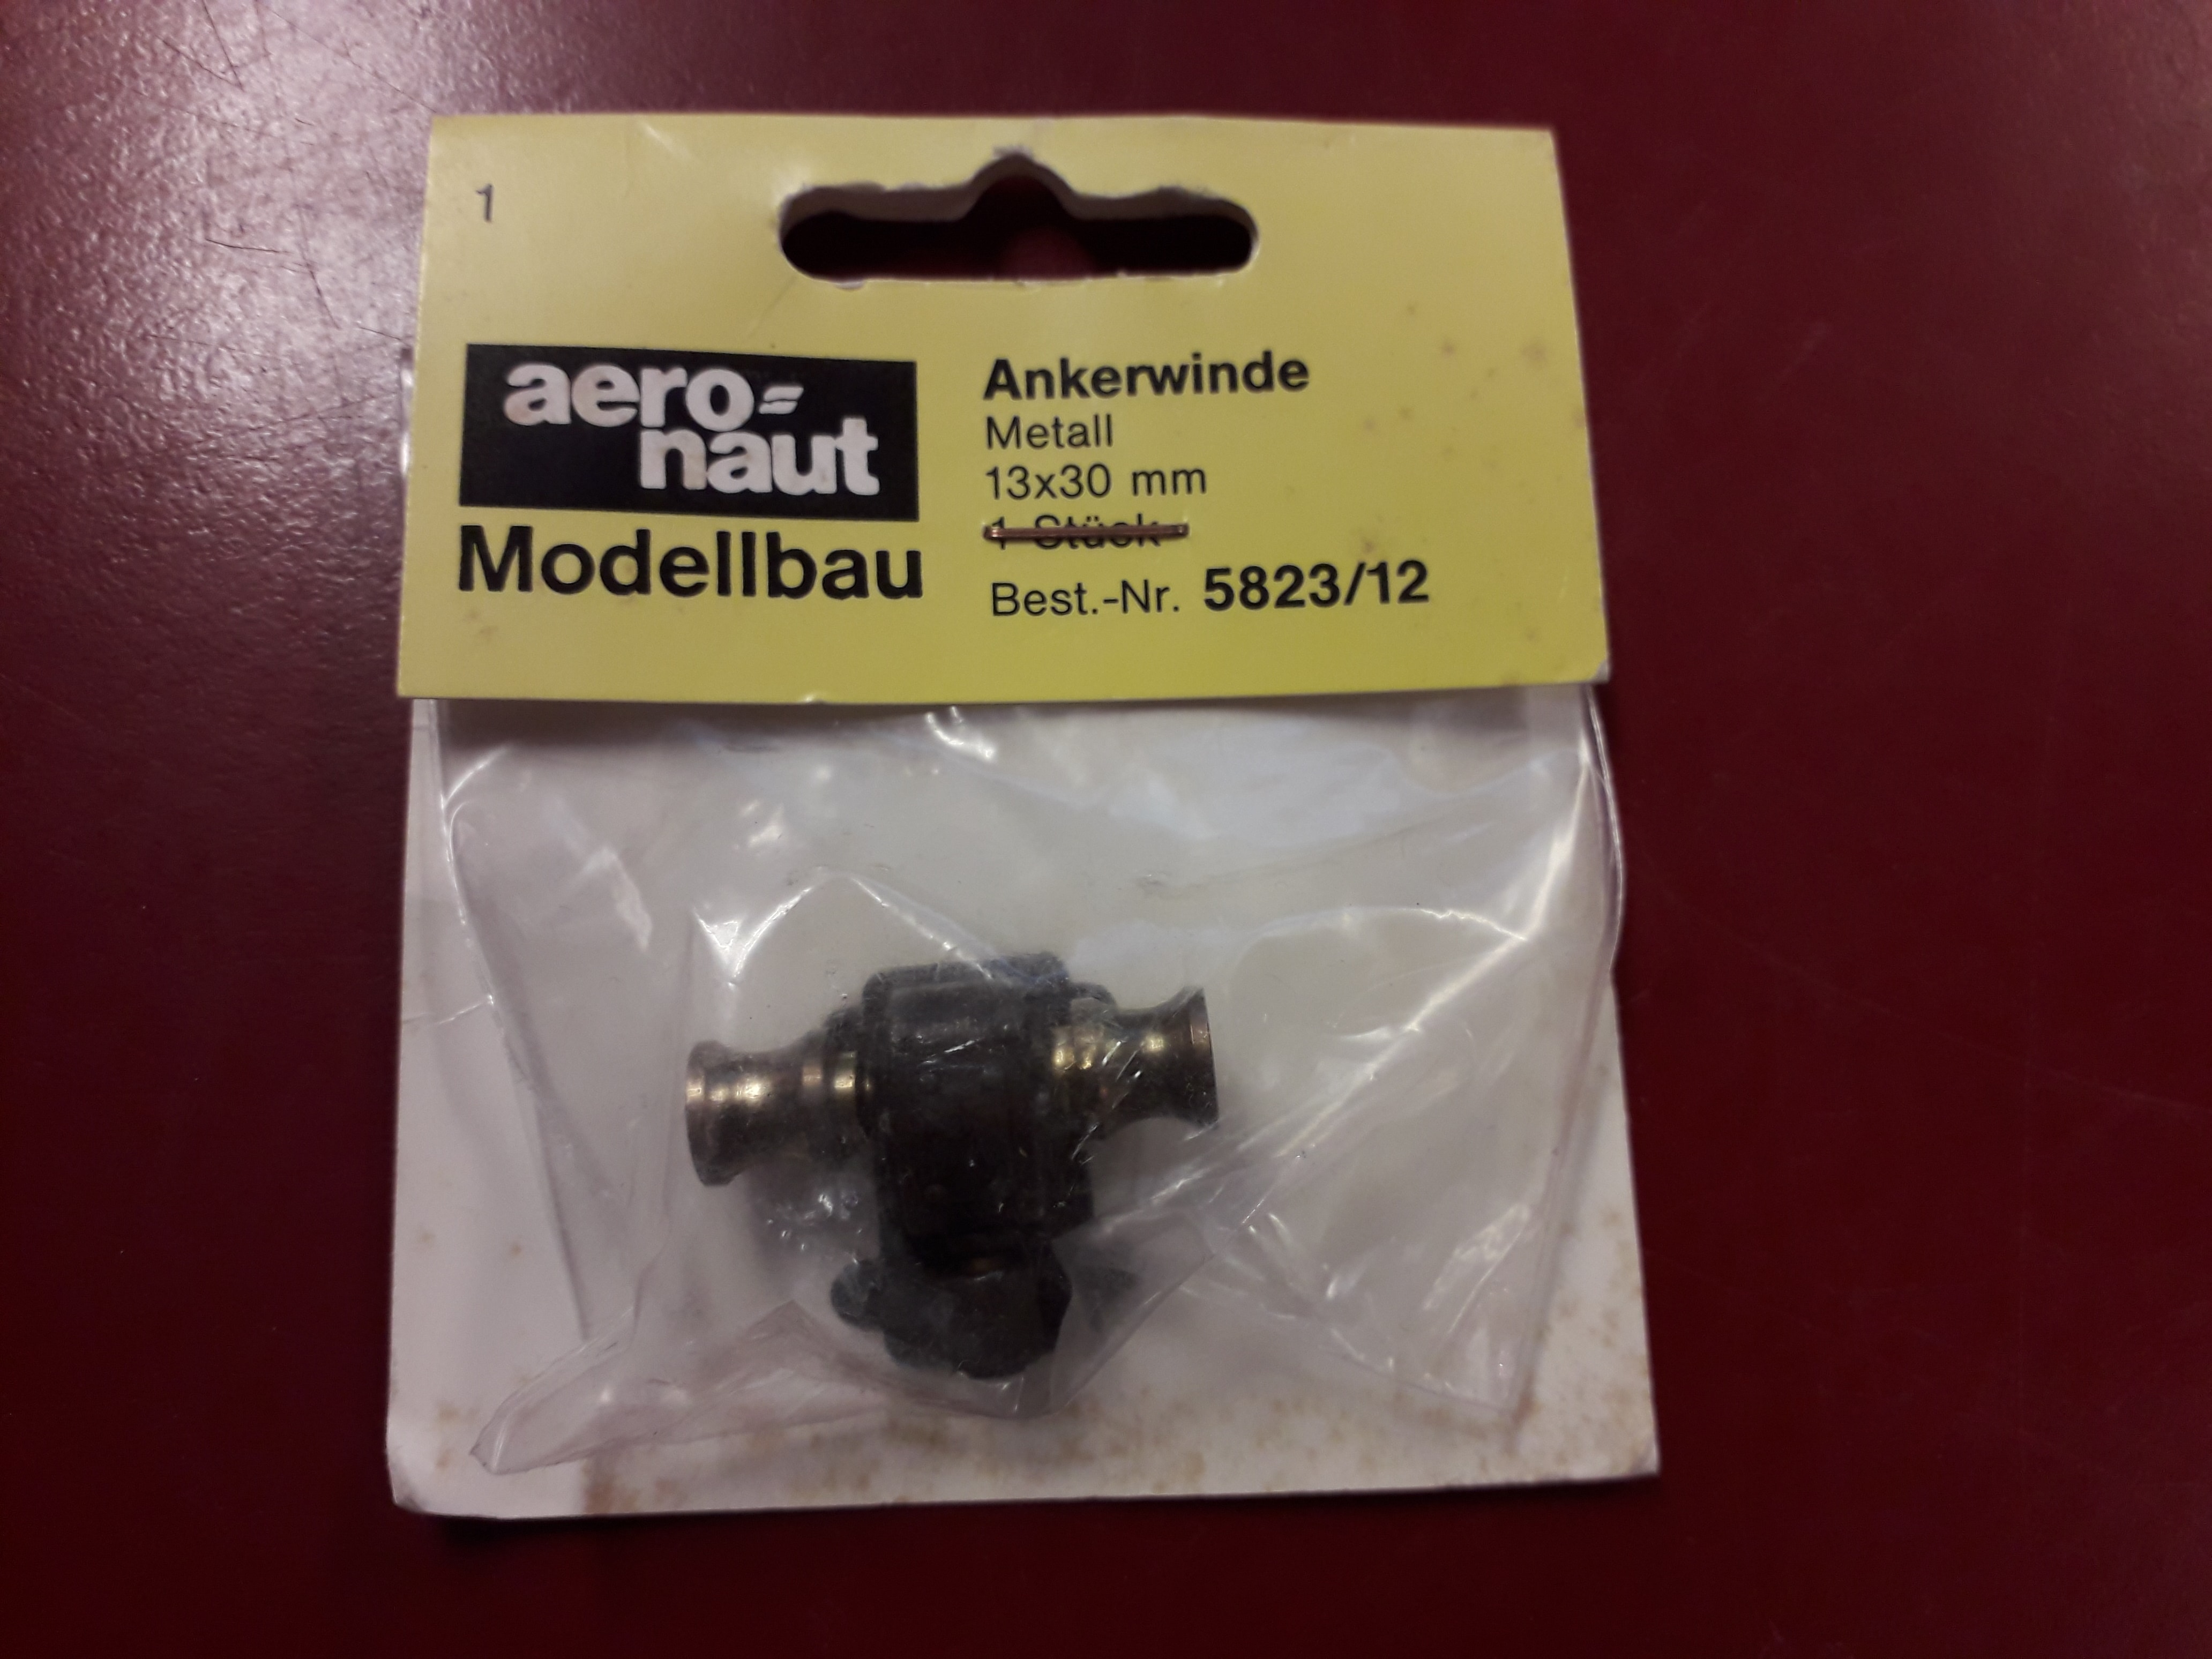 1
aero=
naut
Modellbau
Ankerwinde
Metall
13x30 mm
1 Stück
Best.-Nr. 5823/12